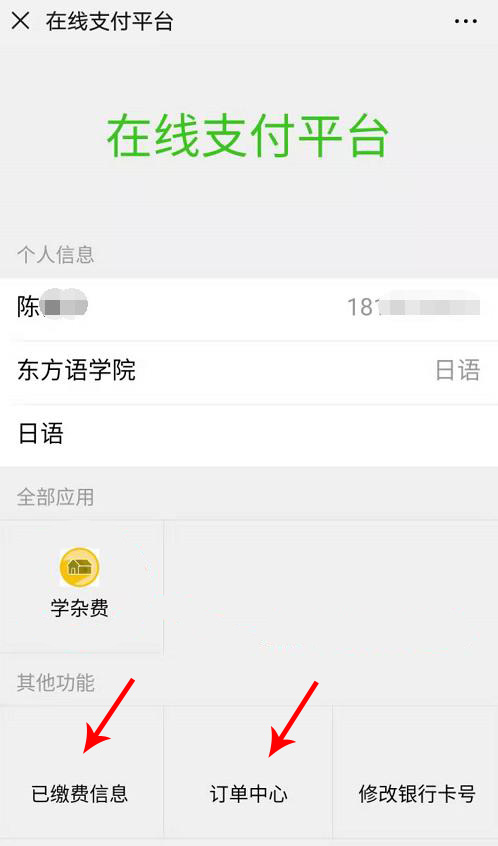 在线支付平台
在线支付平台
个人信息
陈 181
东方语学院 日语
日语
全部应用
学杂费
其他功能
已缴费信息 订单中心 修改银行卡号